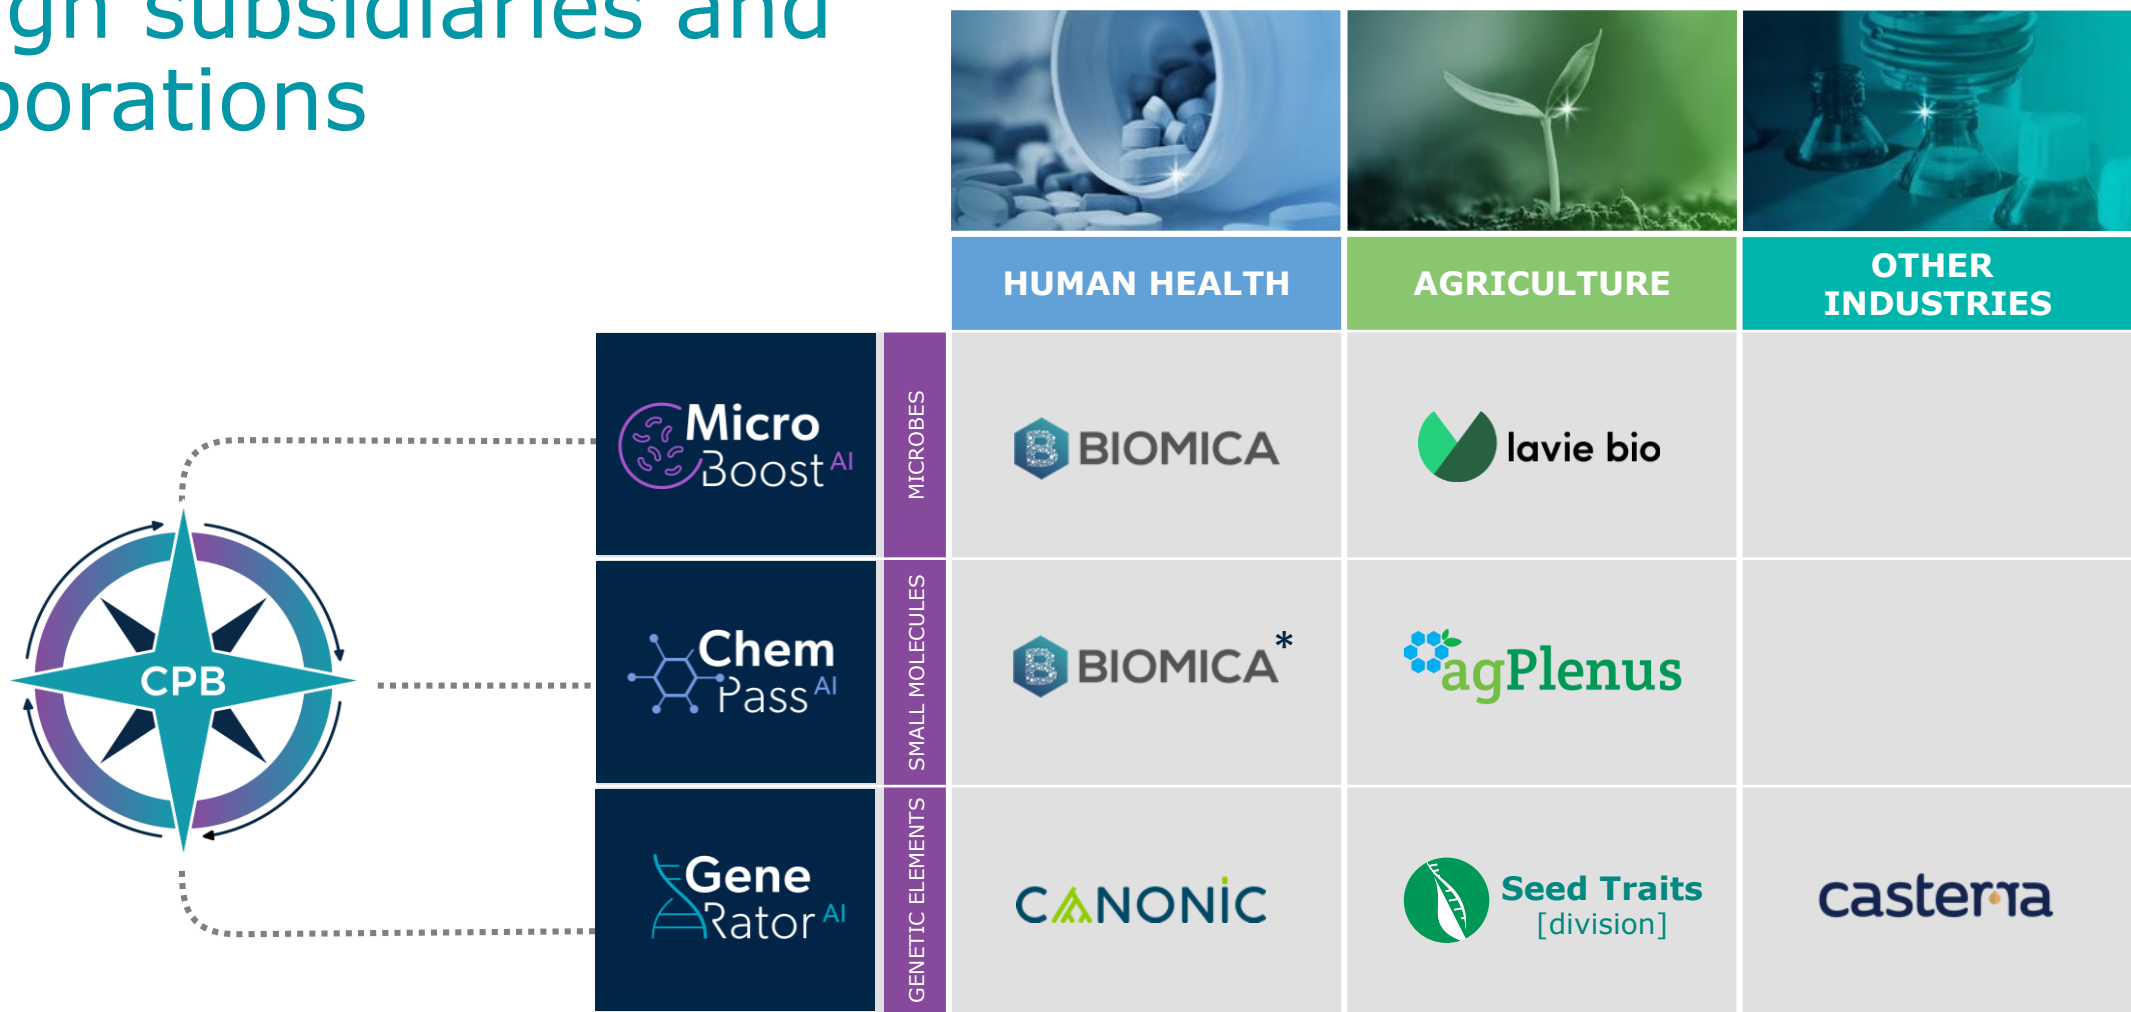 gh subsidiaries and
porations
HUMAN HEALTH
AGRICULTURE
OTHER
INDUSTRIES
Micro
Boost AI
MICROBES
BIOMICA
lavie bio
CPB
Chem
Pass AI
SMALL MOLECULES
BIOMICA*
agPlenus
Gene
Rator AI
GENETIC ELEMENTS
CANONIC
Seed Traits
[division]
casterra